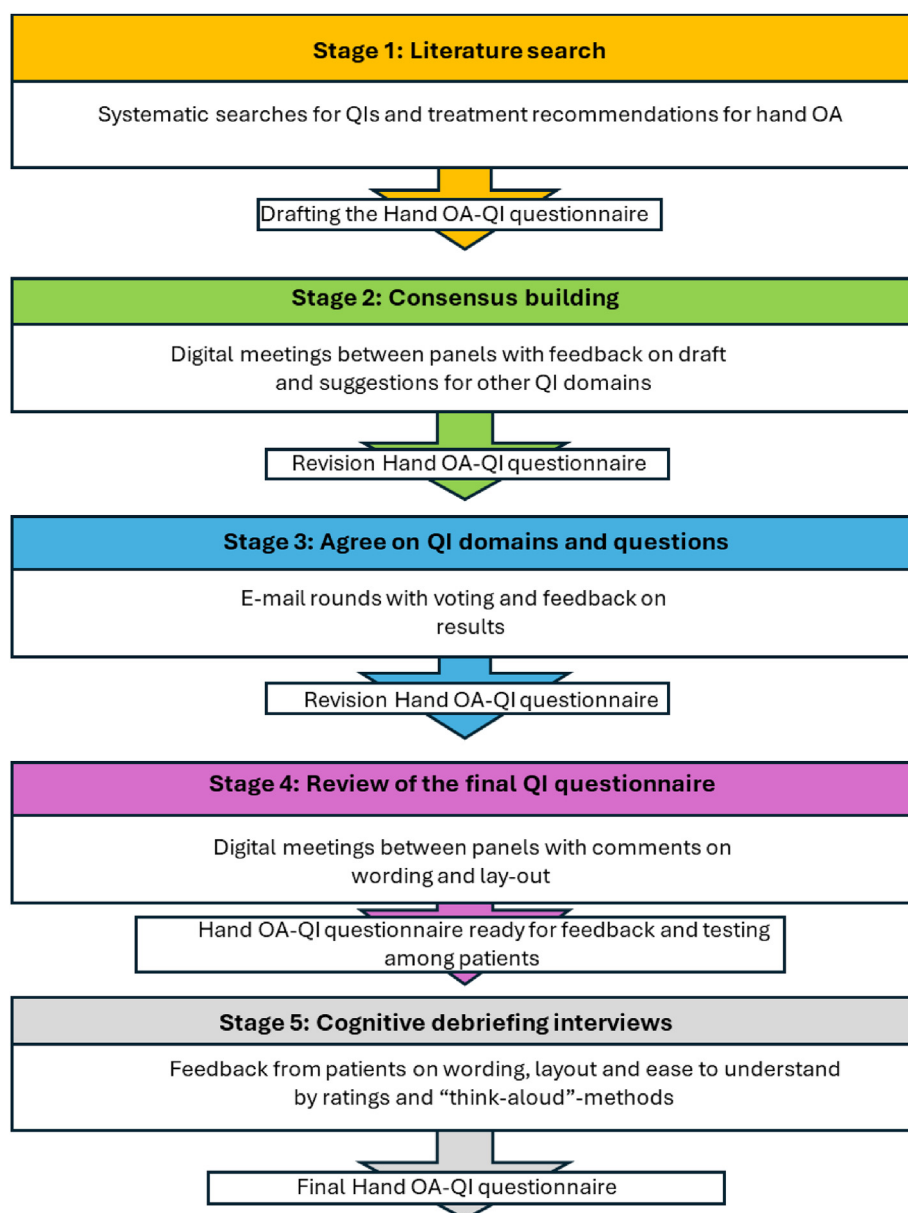 Stage 1: Literature search
Systematic searches for QIs and treatment recommendations for hand OA
Drafting the Hand OA-QI questionnaire
Stage 2: Consensus building
Digital meetings between panels with feedback on draft
and suggestions for other QI domains
Revision Hand OA-QI questionnaire
Stage 3: Agree on QI domains and questions
E-mail rounds with voting and feedback on
results
Revision Hand OA-QI questionnaire
Stage 4: Review of the final QI questionnaire
Digital meetings between panels with comments on
wording and lay-out
Hand OA-QI questionnaire ready for feedback and testing
among patients
Stage 5: Cognitive debriefing interviews
Feedback from patients on wording, layout and ease to understand
by ratings and “think-aloud”-methods
Final Hand OA-QI questionnaire